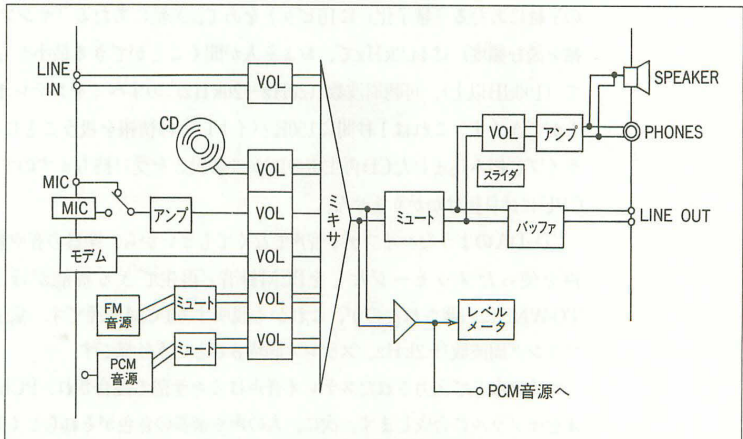 LINE
IN
VOL
CD
VOL
MIC
MIC
アンプ
VOL
モデム
VOL
FM
音源
ミュート
VOL
PCM
音源
ミュート
VOL
ミキサ
ミュート
VOL
アンプ
スライダ
バッファ
SPEAKER
PHONES
LINE OUT
レベル
メータ
PCM音源へ